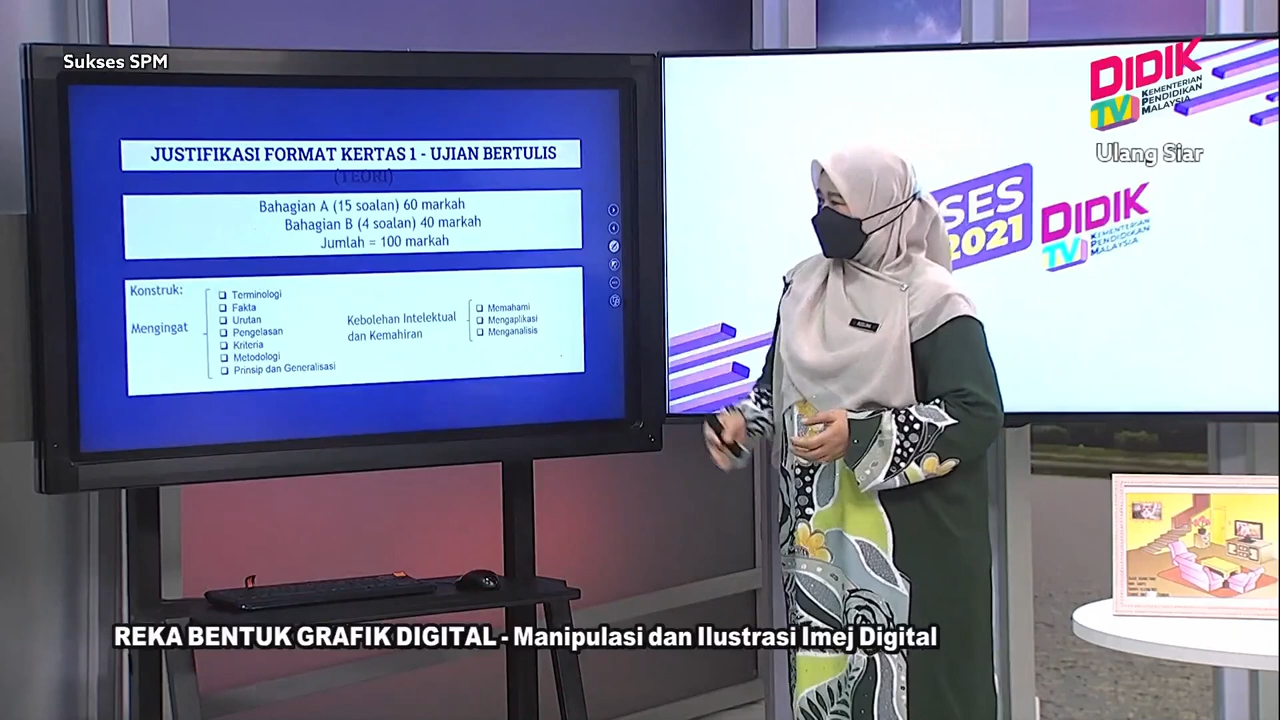 Sukses SPM
JUSTIFIKASI FORMAT KERTAS 1 - UJIAN BERTULIS
(TEORI)
Bahagian A (15 soalan) 60 markah
Bahagian B (4 soalan) 40 markah
Jumlah = 100 markah
Konstruk:
Mengingat
Terminologi
Fakta
Urutan
Pengelasan
Kriteria
Metodologi
Prinsip dan Generalisasi
Kebolehan Intelektual
dan Kemahiran
Memahami
Mengaplikasi
Menganalisis
DIDIK
TV
KEMENTERIAN
PENDIDIKAN
MALAYSIA
Ulang Siar
SES
2021
DIDIK
TV
KEMENTERIAN
PENDIDIKAN
MALAYSIA
REKA BENTUK GRAFIK DIGITAL - Manipulasi dan Ilustrasi Imej Digital